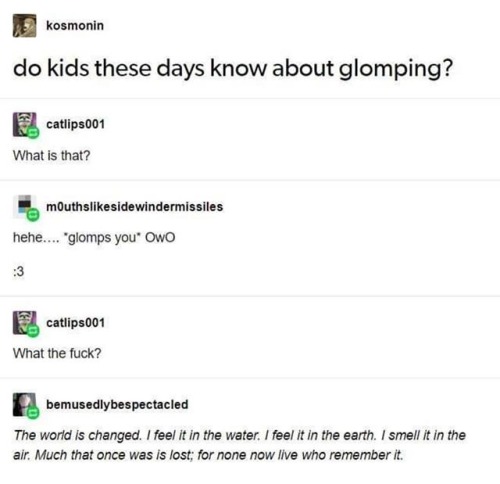 kosmonin
do kids these days know about glomping?
catlips001
What is that?
m0uthslikesidewindermissiles
hehe.... *glomps you* OwO
:3
catlips001
What the fuck?
bemusedlybespectacled
The world is changed. I feel it in the water. I feel it in the earth. I smell it in the
air. Much that once was is lost; for none now live who remember it.